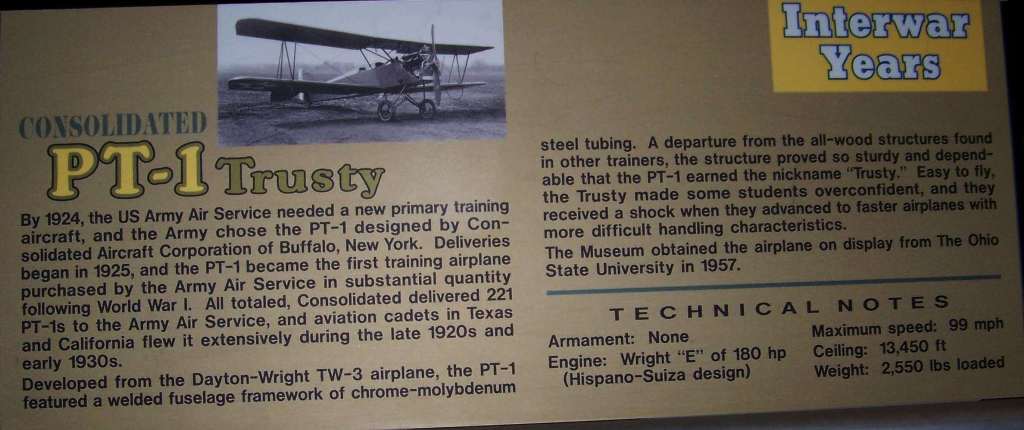 Interwar
Years
CONSOLIDATED
PT-1 Trusty
By 1924, the US Army Air Service needed a new primary training
aircraft, and the Army chose the PT-1 designed by Con-
solidated Aircraft Corporation of Buffalo, New York. Deliveries
began in 1925, and the PT-1 became the first training airplane
purchased by the Army Air Service in substantial quantity
following World War I. All totaled, Consolidated delivered 221
PT-1s to the Army Air Service, and aviation cadets in Texas
and California flew it extensively during the late 1920s and
early 1930s.
Developed from the Dayton-Wright TW-3 airplane, the PT-1
featured a welded fuselage framework of chrome-molybdenum
steel tubing. A departure from the all-wood structures found
in other trainers, the structure proved so sturdy and depend-
able that the PT-1 earned the nickname "Trusty." Easy to fly,
the Trusty made some students overconfident, and they
received a shock when they advanced to faster airplanes with
more difficult handling characteristics.
The Museum obtained the airplane on display from The Ohio
State University in 1957.
TECHNICAL NOTES
Armament: None
Engine: Wright "E" of 180 hp
(Hispano-Suiza design)
Maximum speed: 99 mph
Ceiling: 13,450 ft
Weight: 2,550 lbs loaded